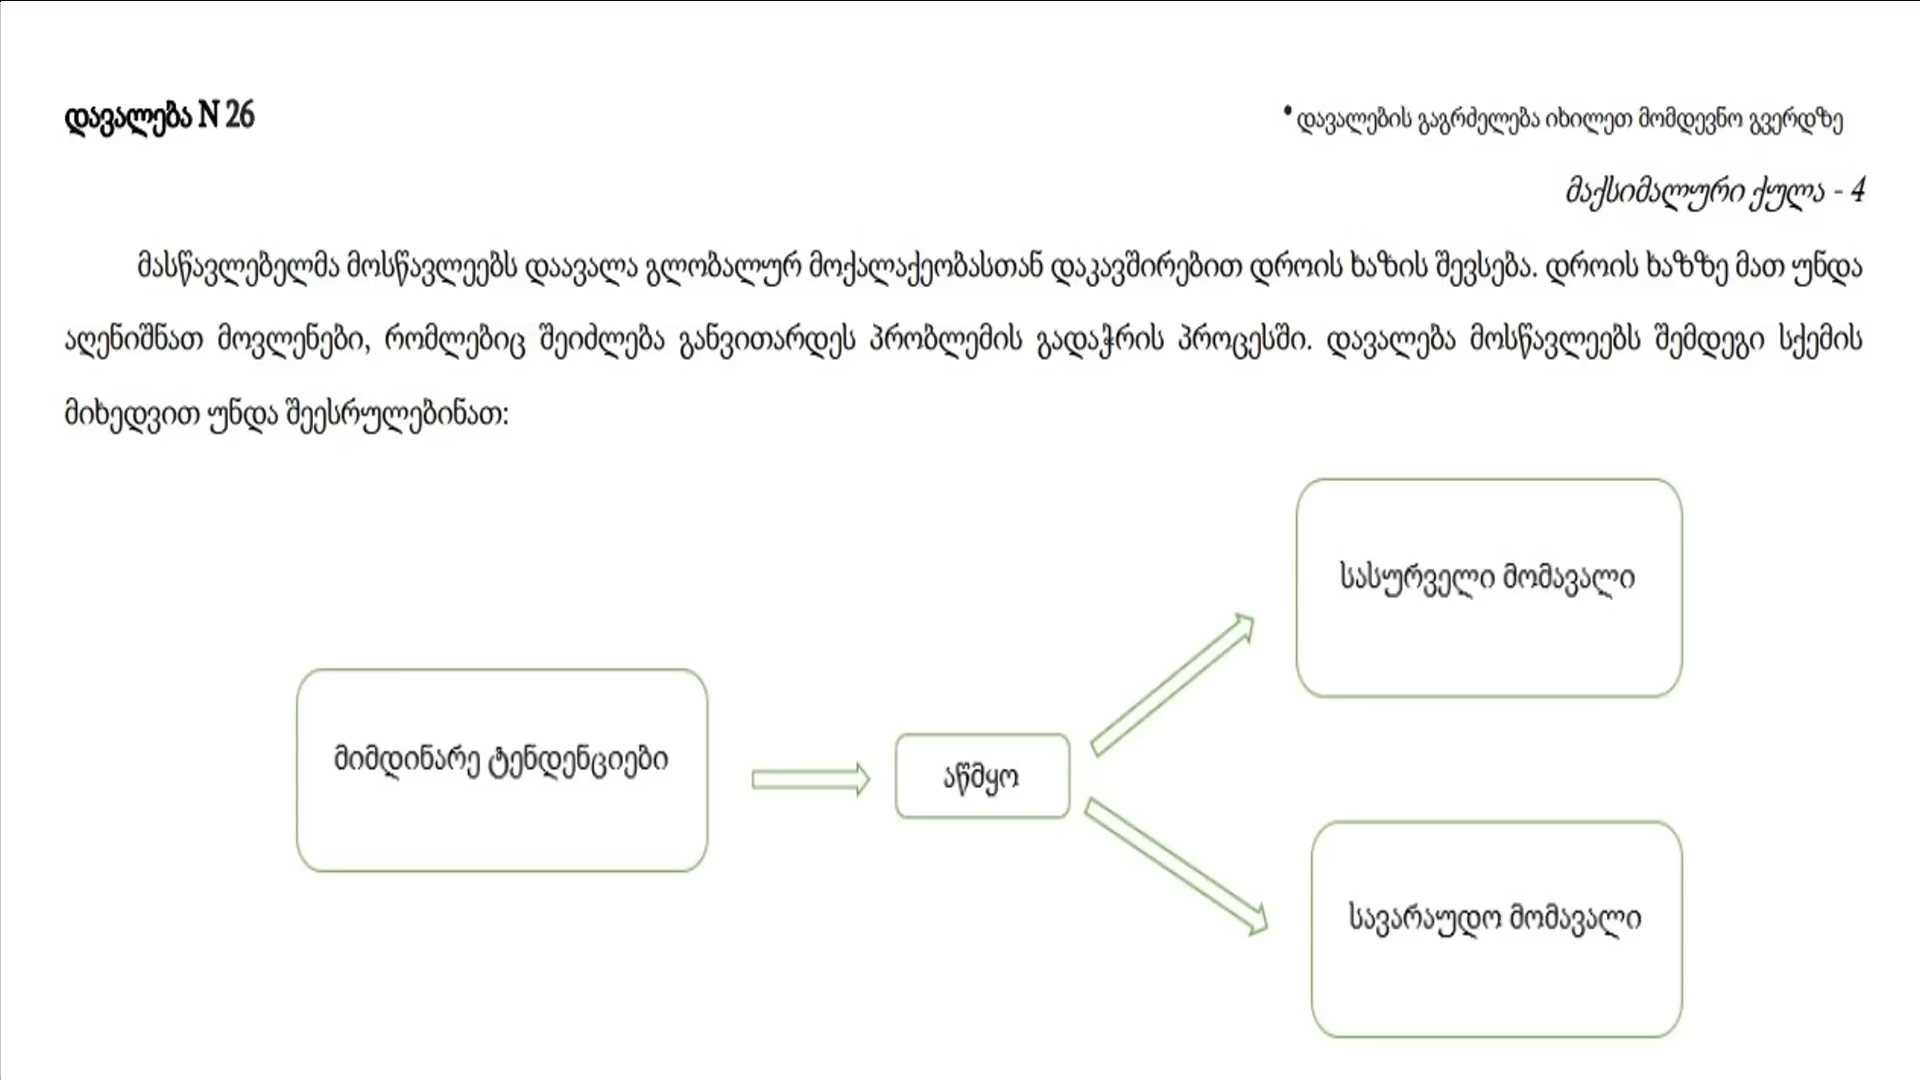 დავალება N 26
• დავალების გაგრძელება იხილეთ მომდევნო გვერდზე
მაქსიმალური ქულა - 4
მასწავლებელმა მოსწავლეებს დაავალა გლობალურ მოქალაქეობასთან დაკავშირებით დროის ხაზის შევსება. დროის ხაზზე მათ უნდა
აღენიშნათ მოვლენები, რომლებიც შეიძლება განვითარდეს პრობლემის გადაჭრის პროცესში. დავალება მოსწავლეებს შემდეგი სქემის
მიხედვით უნდა შეესრულებინათ:
სასურველი მომავალი
მიმდინარე ტენდენციები
აწმყო
სავარაუდო მომავალი